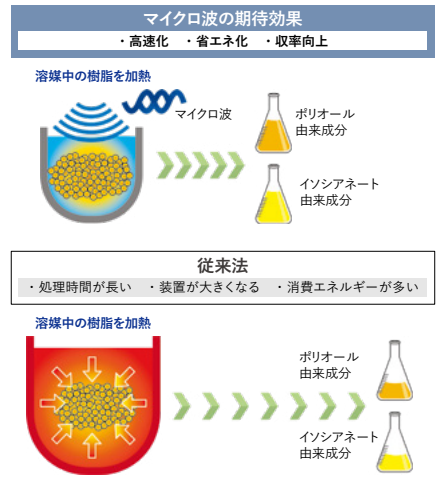 マイクロ波の期待効果
・高速化　・省エネ化　・収率向上
溶媒中の樹脂を加熱
マイクロ波
ポリオール
由来成分
イソシアネート
由来成分
従来法
・処理時間が長い　・装置が大きくなる　・消費エネルギーが多い
溶媒中の樹脂を加熱
ポリオール
由来成分
イソシアネート
由来成分